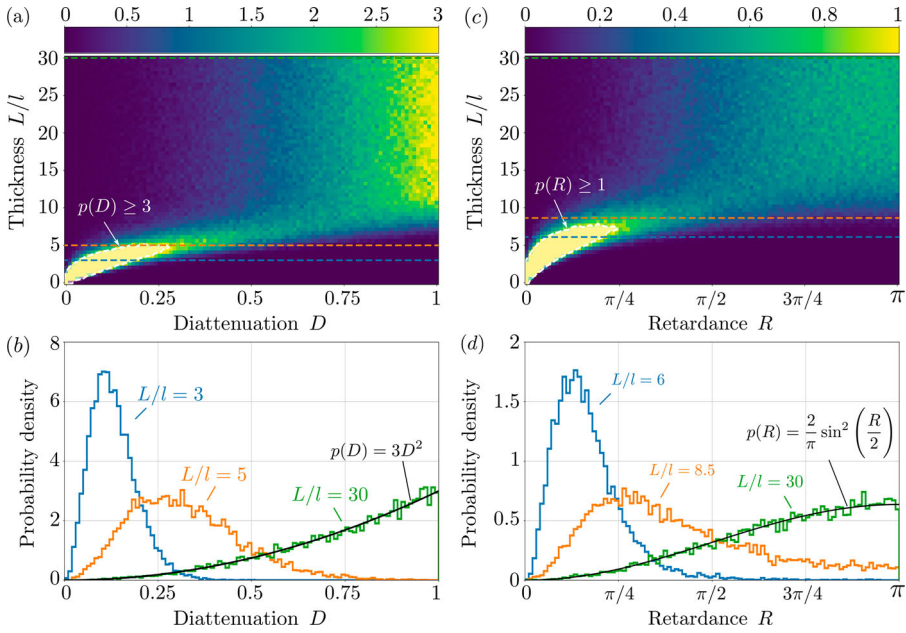 (a)
0 0.5 1 1.5 2 2.5 3
Thickness L/l
30
25
20
15
10
5
0
p(D) ≥ 3
0 0.25 0.5 0.75 1
Diattenuation D
(c)
0 0.2 0.4 0.6 0.8 1
Thickness L/l
30
25
20
15
10
5
0
p(R) ≥ 1
0 π/4 π/2 3π/4 π
Retardance R
(b)
Probability density
8
6
4
2
0
L/l = 3
L/l = 5
L/l = 30
p(D) = 3D²
0 0.25 0.5 0.75 1
Diattenuation D
(d)
Probability density
2
1.5
1
0.5
0
L/l = 6
L/l = 8.5
L/l = 30
p(R) = 2/π sin² (R/2)
0 π/4 π/2 3π/4 π
Retardance R